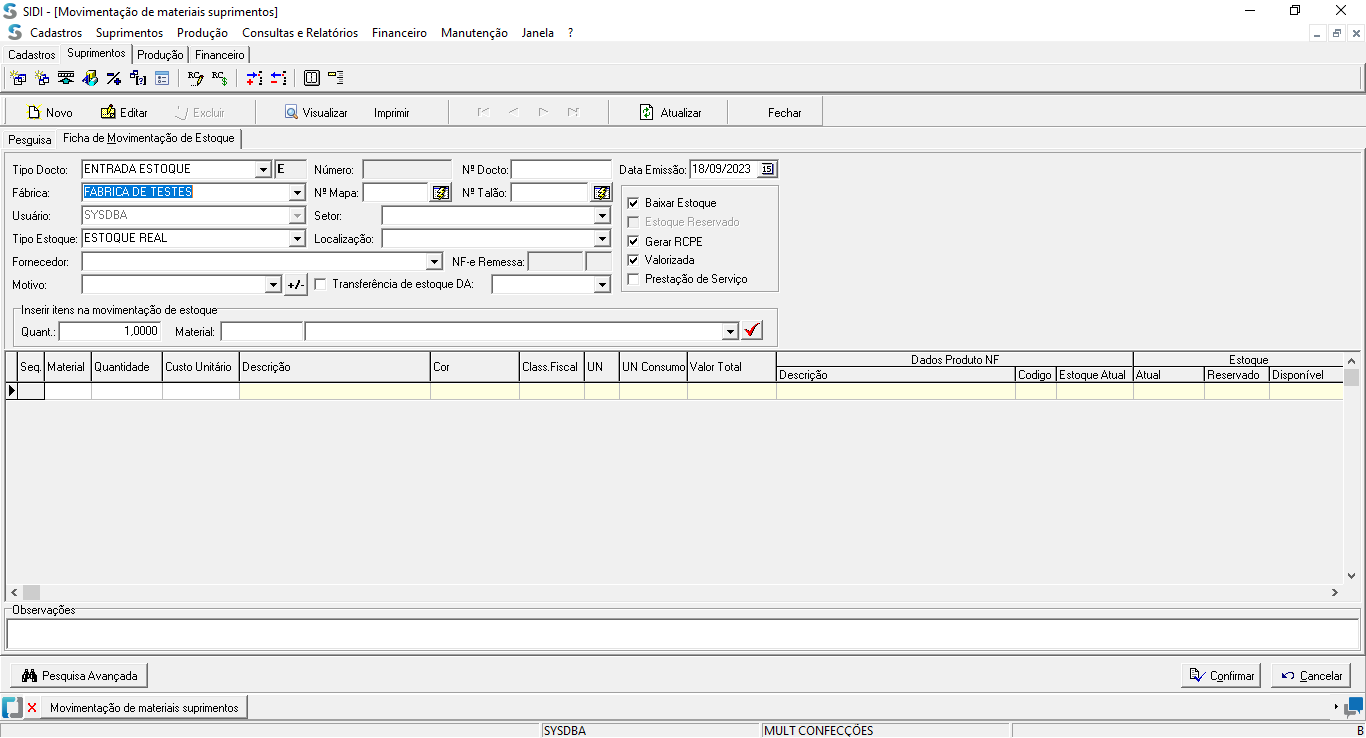 SIDI - [Movimentação de materiais suprimentos]
Cadastros Suprimentos Produção Consultas e Relatórios Financeiro Manutenção Janela ?
Cadastros Suprimentos Produção Financeiro
Novo Editar Excluir Visualizar Imprimir Atualizar Fechar
Pesquisa Ficha de Movimentação de Estoque
Tipo Docto: ENTRADA ESTOQUE E Número: Nº Docto: Data Emissão: 18/09/2023 15
Fábrica: FABRICA DE TESTES Nº Mapa: Nº Talão:
Baixar Estoque
Usuário: SYSDBA Setor:
Estoque Reservado
Tipo Estoque: ESTOQUE REAL Localização:
Gerar RCPE
Fornecedor: NF-e Remessa:
Valorizada
Motivo: +/- Transferência de estoque DA:
Prestação de Serviço
Inserir itens na movimentação de estoque
Quant.: 1,0000 Material:
Seq. Material Quantidade Custo Unitário Descrição Cor Class.Fiscal UN UN Consumo Valor Total Dados Produto NF Estoque
Descrição Codigo Estoque Atual Atual Reservado Disponível
Observações
Pesquisa Avançada Confirmar Cancelar
Movimentação de materiais suprimentos
SYSDBA MULT CONFECÇÕES B